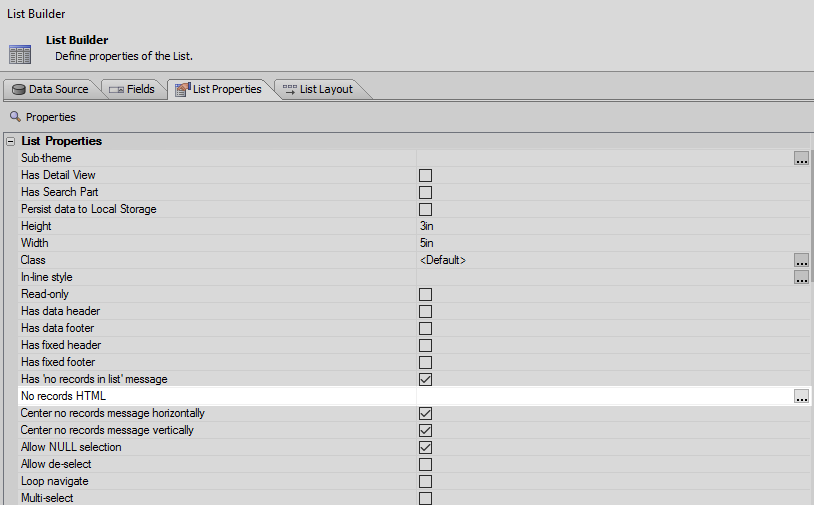 List Builder
List Builder
Define properties of the List.
Data Source Fields List Properties List Layout
Properties
List Properties
Sub-theme ...
Has Detail View
Has Search Part
Persist data to Local Storage
Height 3in
Width 5in
Class <Default> ...
In-line style ...
Read-only
Has data header
Has data footer
Has fixed header
Has fixed footer
Has 'no records in list' message
No records HTML ...
Center no records message horizontally
Center no records message vertically
Allow NULL selection
Allow de-select
Loop navigate
Multi-select